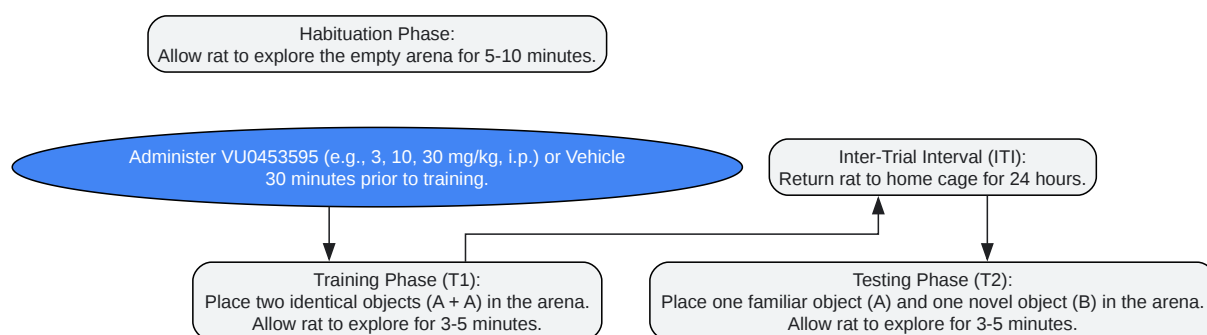 Habituation Phase:
Allow rat to explore the empty arena for 5-10 minutes.
Administer VU0453595 (e.g., 3, 10, 30 mg/kg, i.p.) or Vehicle
30 minutes prior to training.
Inter-Trial Interval (ITI):
Return rat to home cage for 24 hours.
Training Phase (T1):
Place two identical objects (A + A) in the arena.
Allow rat to explore for 3-5 minutes.
Testing Phase (T2):
Place one familiar object (A) and one novel object (B) in the arena.
Allow rat to explore for 3-5 minutes.